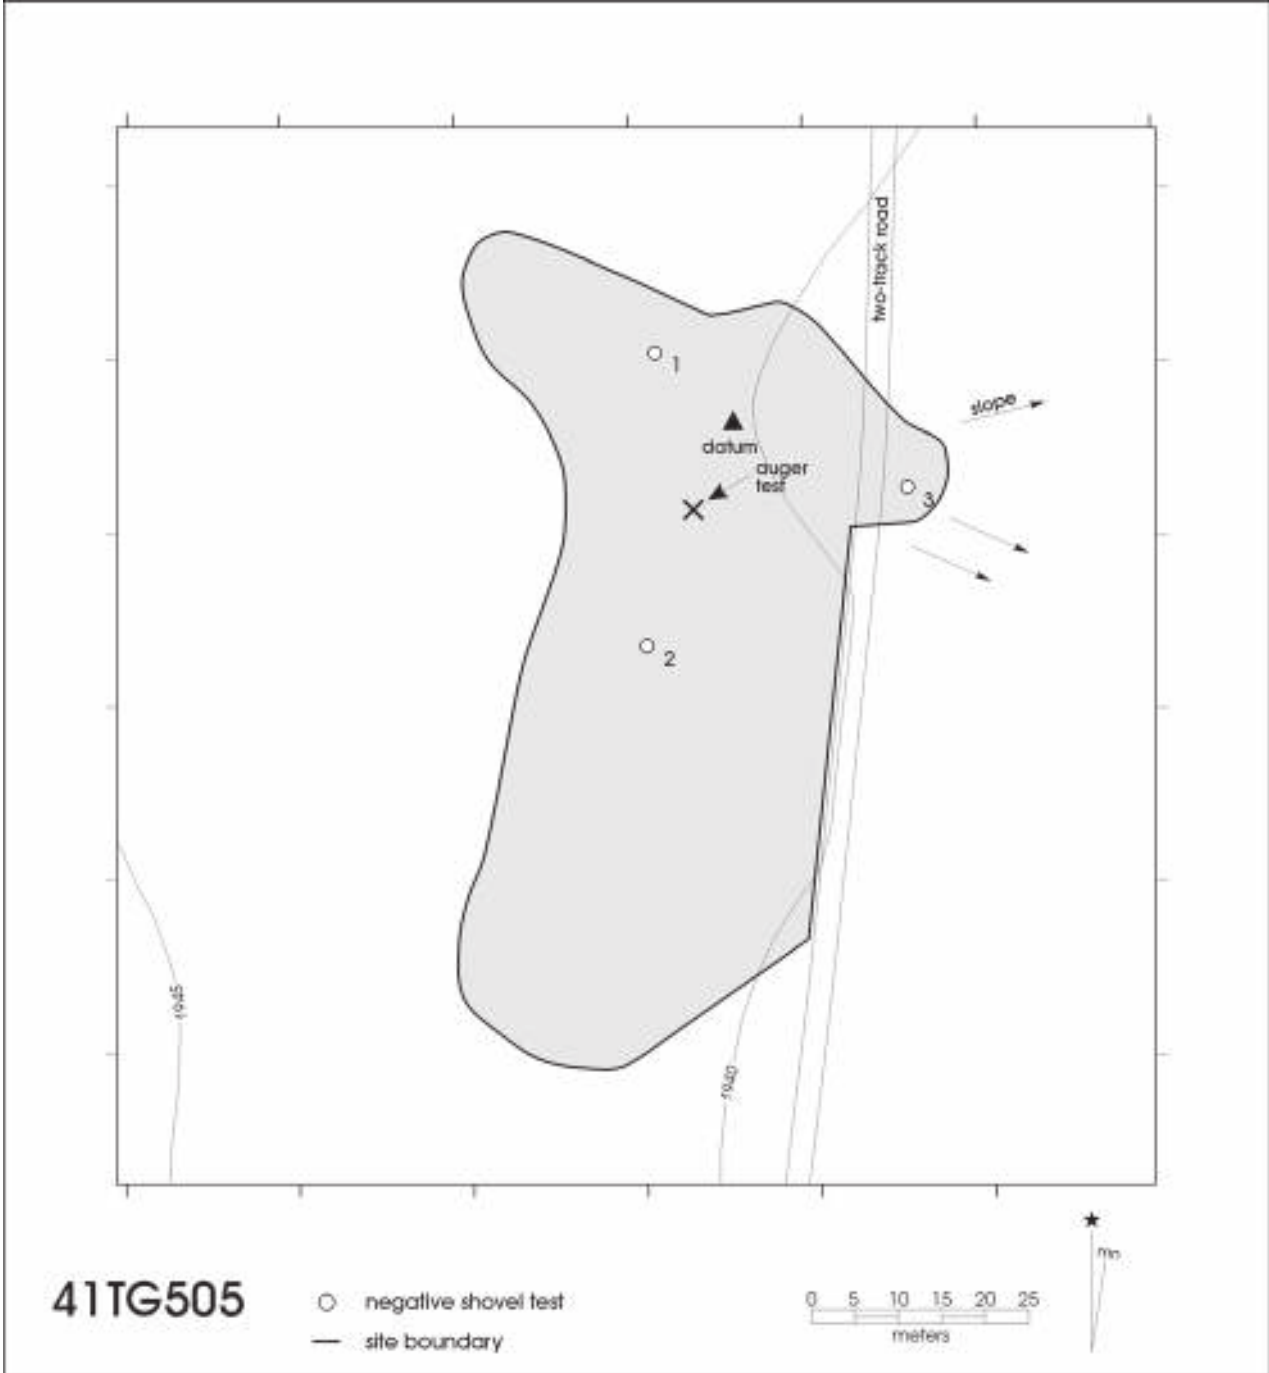 two-track road
1
slope
datum
auger
test
3
2
1945
1940
mn
41TG505
negative shovel test
site boundary
0 5 10 15 20 25
meters